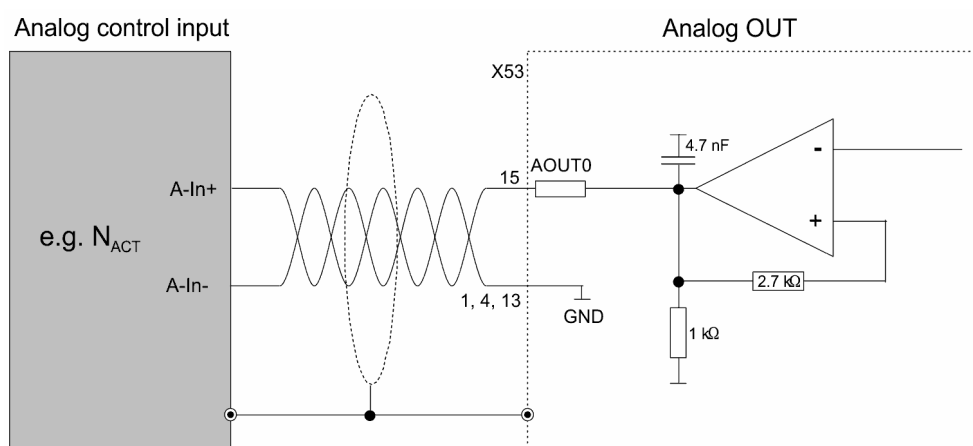 Analog control input
Analog OUT
X53
4.7 nF
AOUT0
-
15
A-In+
+
e.g. NACT
2.7 kΩ
A-In-
1, 4, 13
GND
1 kΩ